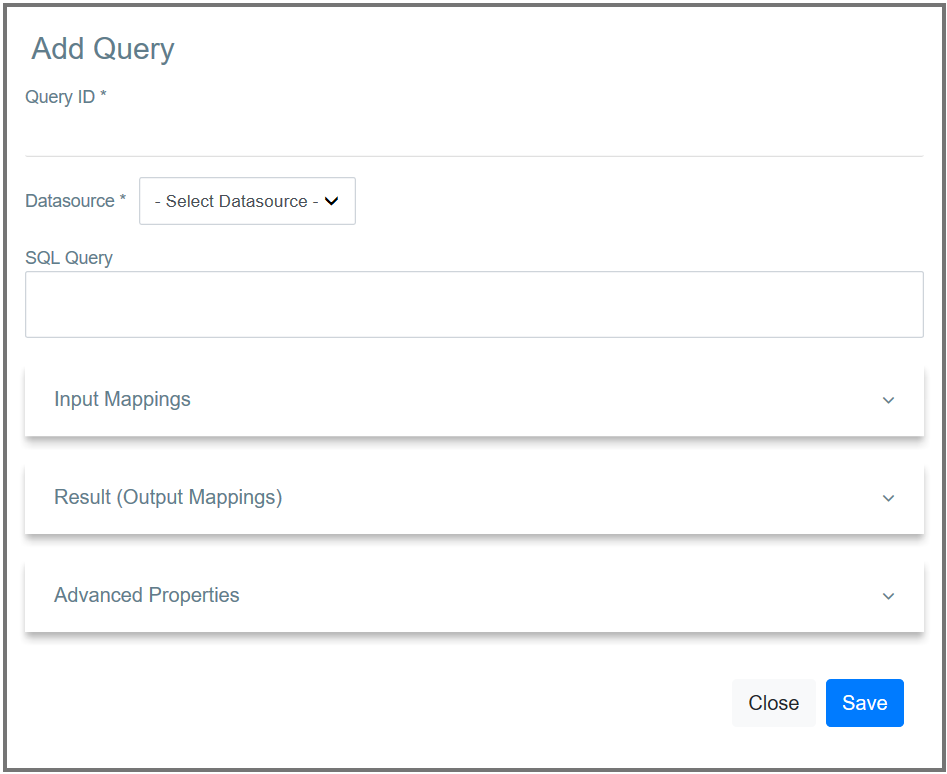 Add Query
Query ID *
Datasource * - Select Datasource -
SQL Query
Input Mappings
Result (Output Mappings)
Advanced Properties
Close Save